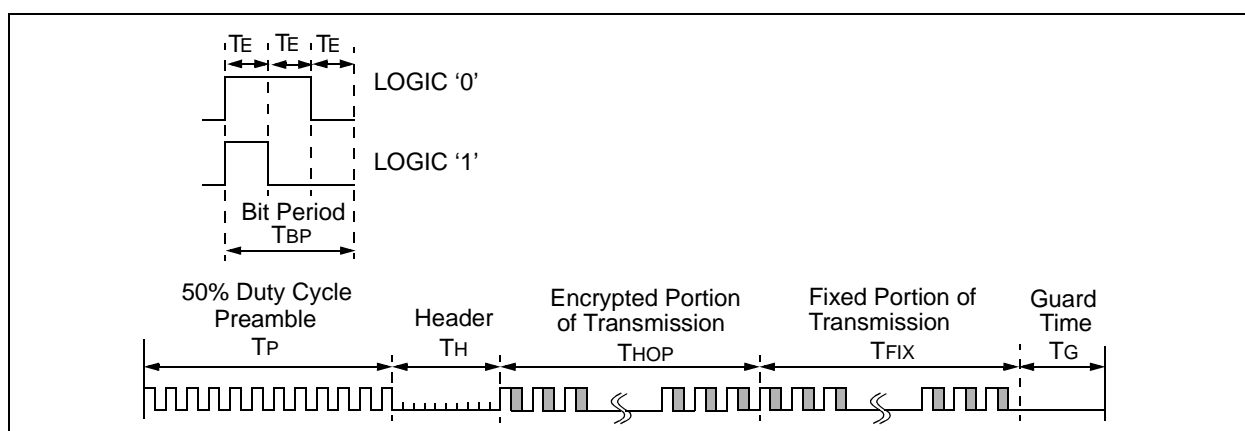 TE TE TE
LOGIC ‘0’
LOGIC ‘1’
Bit Period
TBP
50% Duty Cycle
Preamble
TP
Header
TH
Encrypted Portion
of Transmission
THOP
Fixed Portion of
Transmission
TFIX
Guard
Time
TG